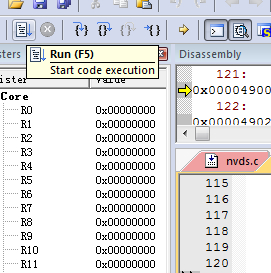 sters
Run (F5)
Start code execution
Disassembly
ister
Value
Core
R0 0x00000000
R1 0x00000000
R2 0x00000000
R3 0x00000000
R4 0x00000000
R5 0x00000000
R6 0x00000000
R7 0x00000000
R8 0x00000000
R9 0x00000000
R10 0x00000000
R11 0x00000000
121:
0x00004900
122:
0x00004902
nvds.c
115
116
117
118
119
120